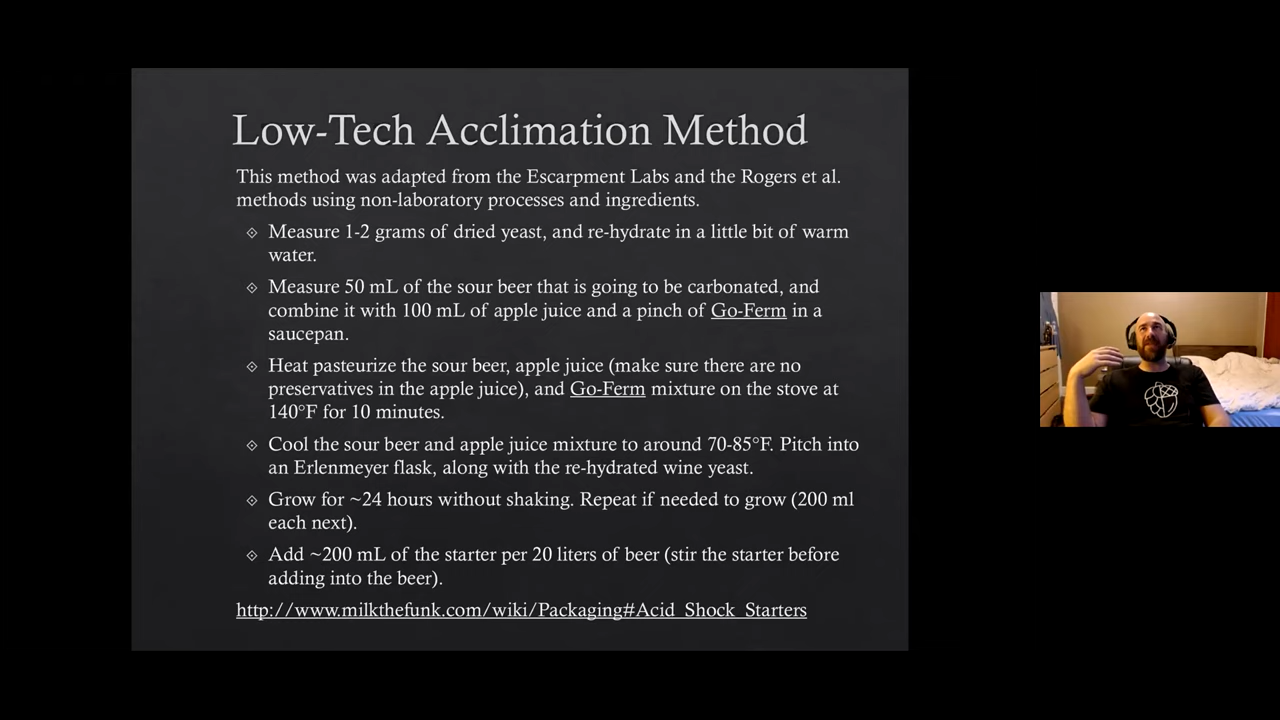 Low-Tech Acclimation Method
This method was adapted from the Escarpment Labs and the Rogers et al.
methods using non-laboratory processes and ingredients.
Measure 1-2 grams of dried yeast, and re-hydrate in a little bit of warm
water.
Measure 50 mL of the sour beer that is going to be carbonated, and
combine it with 100 mL of apple juice and a pinch of Go-Ferm in a
saucepan.
Heat pasteurize the sour beer, apple juice (make sure there are no
preservatives in the apple juice), and Go-Ferm mixture on the stove at
140°F for 10 minutes.
Cool the sour beer and apple juice mixture to around 70-85°F. Pitch into
an Erlenmeyer flask, along with the re-hydrated wine yeast.
Grow for ~24 hours without shaking. Repeat if needed to grow (200 ml
each next).
Add ~200 mL of the starter per 20 liters of beer (stir the starter before
adding into the beer).
http://www.milkthefunk.com/wiki/Packaging#Acid_Shock_Starters